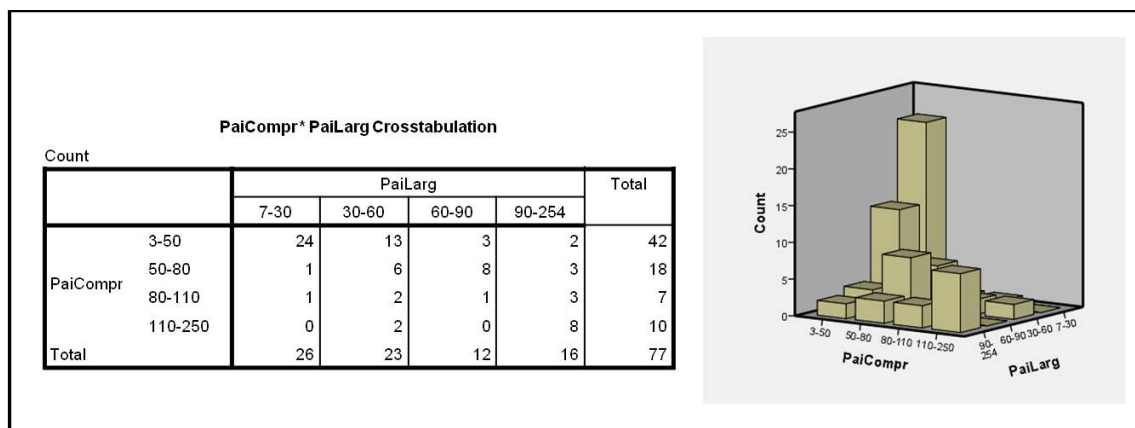 PaiCompr* PaiLarg Crosstabulation
Count
PaiLarg Total
7-30 30-60 60-90 90-254
PaiCompr
3-50 24 13 3 2 42
50-80 1 6 8 3 18
80-110 1 2 1 3 7
110-250 0 2 0 8 10
Total 26 23 12 16 77
Count
25
20
15
10
5
0
3-50
50-80
80-110
110-250
PaiCompr
90-
254
60-90
30-60
7-30
PaiLarg